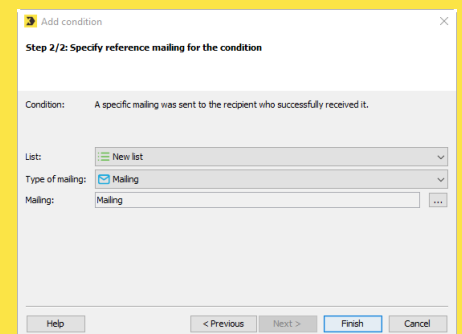 Add condition
Step 2/2: Specify reference mailing for the condition
Condition: A specific mailing was sent to the recipient who successfully received it.
List: New list
Type of mailing: Mailing
Mailing: Mailing ...
Help < Previous Next > Finish Cancel